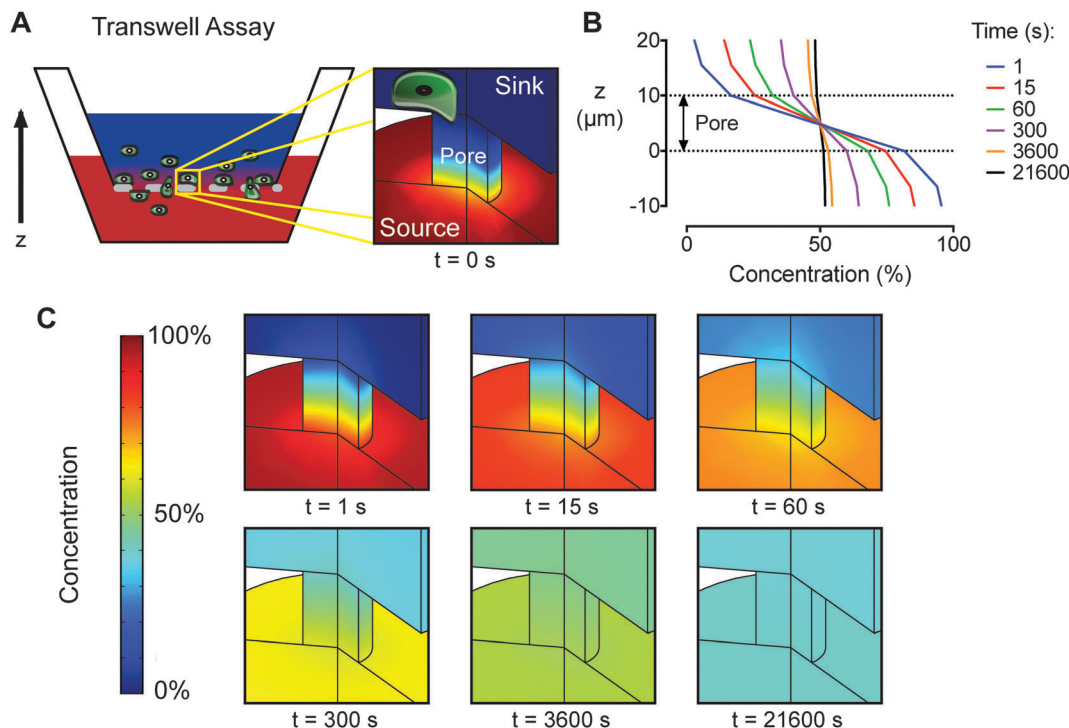 A
Transwell Assay
z
Sink
Pore
Source
t = 0 s
B
20
10
0
-10
z
(µm)
Pore
0
50
100
Concentration (%)
Time (s):
1
15
60
300
3600
21600
C
Concentration
100%
50%
0%
t = 1 s
t = 15 s
t = 60 s
t = 300 s
t = 3600 s
t = 21600 s